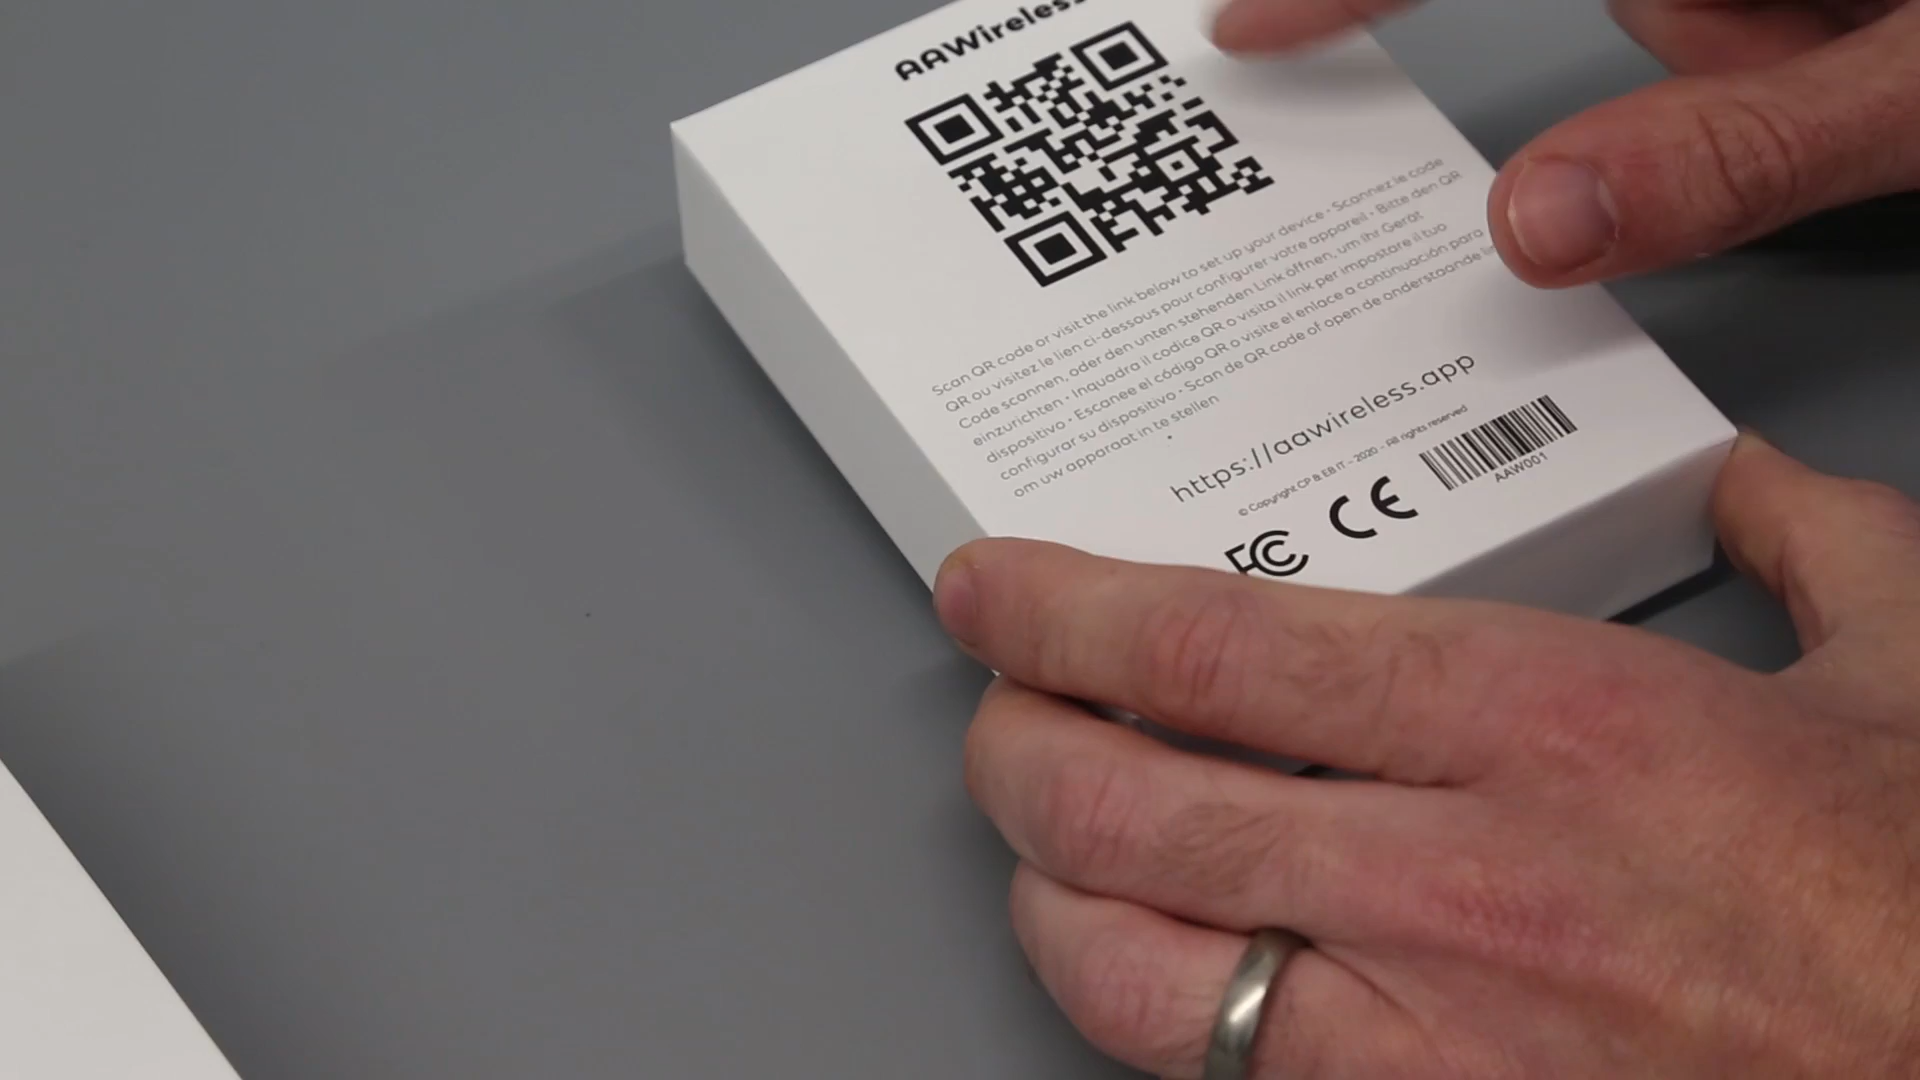 AAWireless
Scan QR code or visit the link below to set up your device • Scannez le code
QR ou visitez le lien ci-dessous pour configurer votre appareil • Bitte den QR
Code scannen, oder den unten stehenden Link öffnen, um Ihr Gerät
einzurichten • Inquadra il codice QR o visita il link per impostare il tuo
dispositivo • Escanee el código QR o visite el enlace a continuación para
configurar su dispositivo • Scan de QR code of open de onderstaande
om uw apparaat in te stellen
https://aawireless.app
© Copyright CP & EB IT - 2020 - All rights reserved
AAW001
FC CE